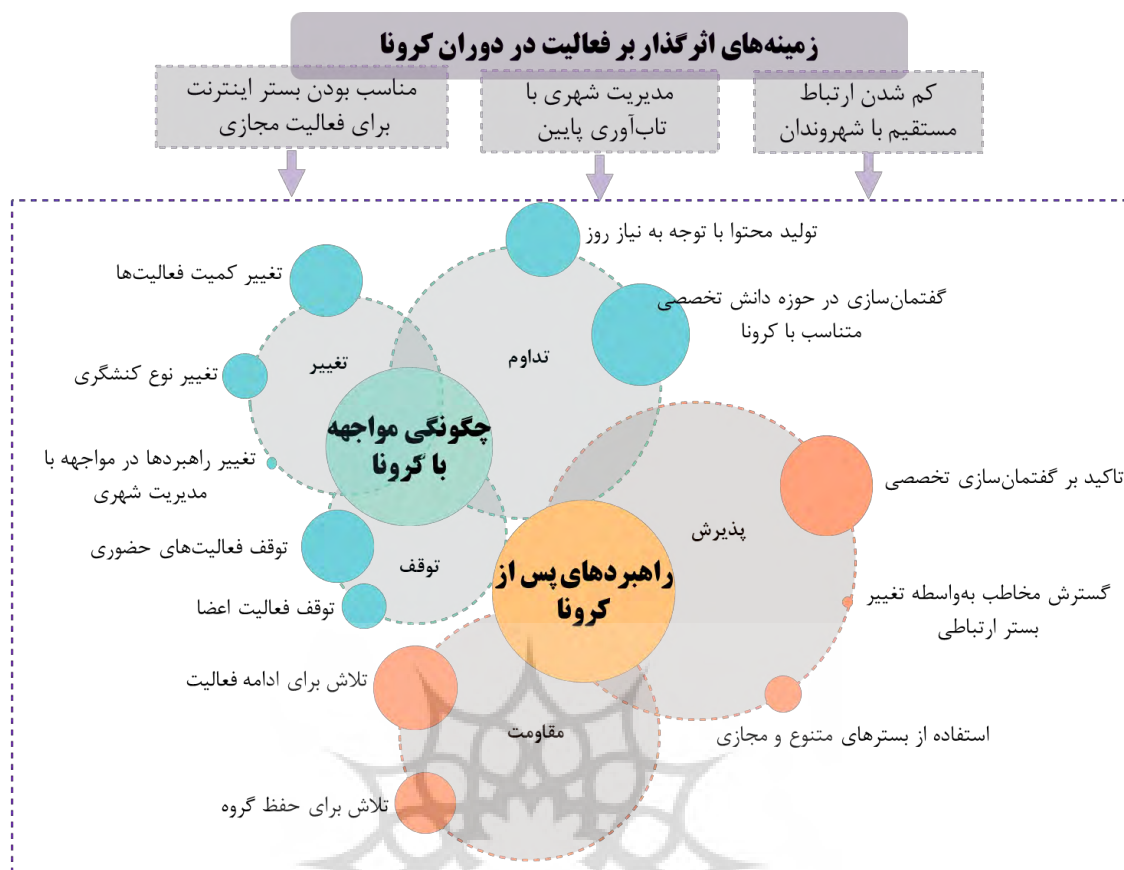 زمینه‌های اثرگذار بر فعالیت در دوران کرونا
کم شدن ارتباط
مستقیم با شهروندان
مدیریت شهری با
تاب‌آوری پایین
مناسب بودن بستر اینترنت
برای فعالیت مجازی
تولید محتوا با توجه به نیاز روز
گفتمان‌سازی در حوزه دانش تخصصی
متناسب با کرونا
تداوم
تغییر کمیت فعالیت‌ها
تغییر
تغییر نوع کنشگری
تغییر راهبردها در مواجهه با
مدیریت شهری
چگونگی مواجهه
با کرونا
توقف فعالیت‌های حضوری
توقف
توقف فعالیت اعضا
تاکید بر گفتمان‌سازی تخصصی
پذیرش
گسترش مخاطب به‌واسطه تغییر
بستر ارتباطی
استفاده از بسترهای متنوع و مجازی
راهبردهای پس از
کرونا
تلاش برای ادامه فعالیت
مقاومت
تلاش برای حفظ گروه